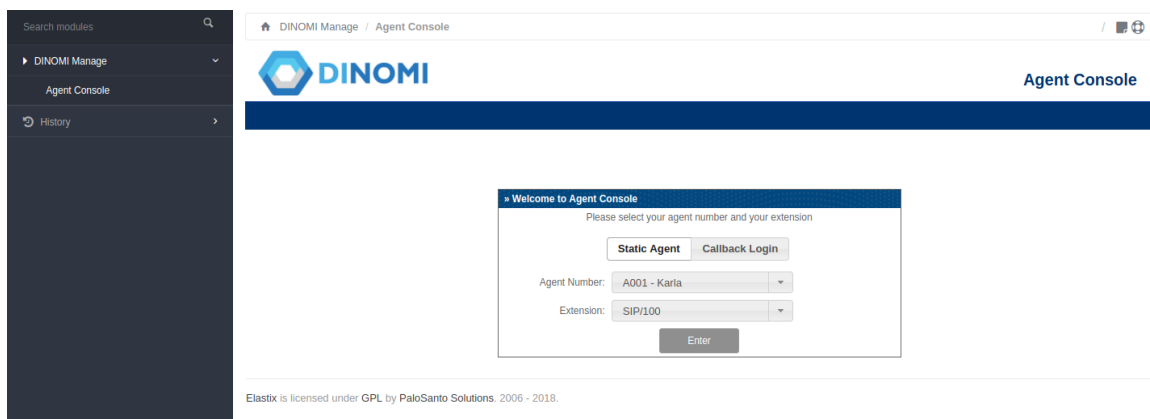 Search modules
DINOMI Manage
Agent Console
History
DINOMI Manage / Agent Console
/
DINOMI
Agent Console
» Welcome to Agent Console
Please select your agent number and your extension
Static Agent Callback Login
Agent Number: A001 - Karla
Extension: SIP/100
Enter
Elastix is licensed under GPL by PaloSanto Solutions. 2006 - 2018.